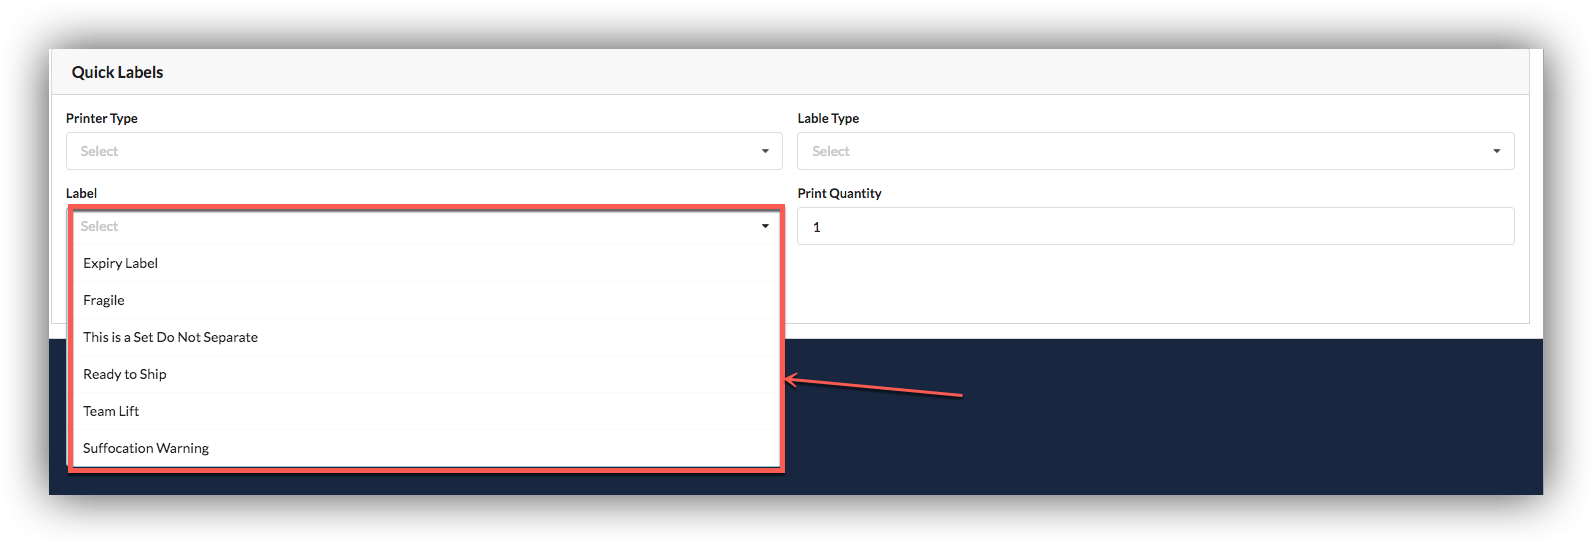 Quick Labels
Printer Type
Lable Type
Select
Select
Label
Print Quantity
Select
1
Expiry Label
Fragile
This is a Set Do Not Separate
Ready to Ship
Team Lift
Suffocation Warning